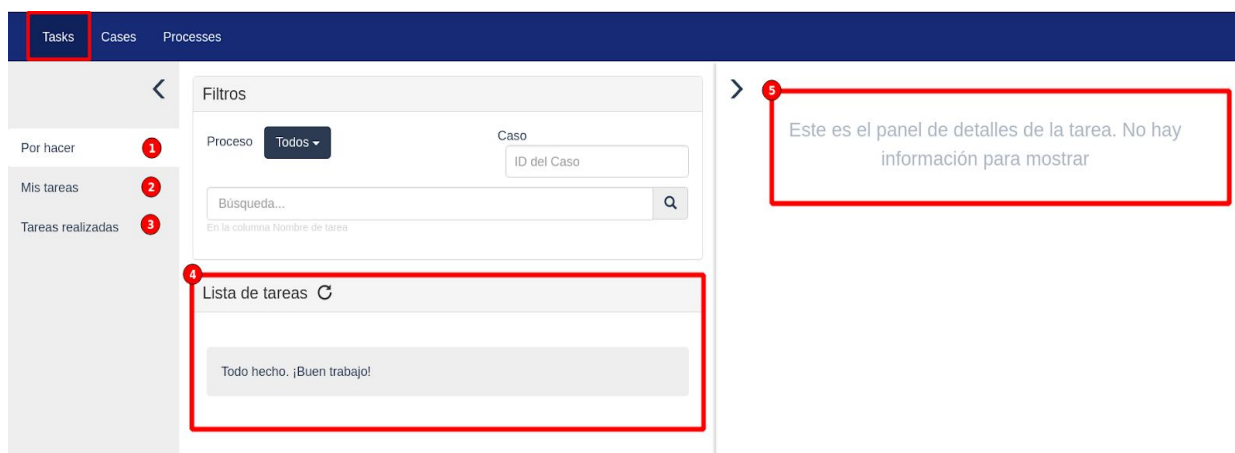 Tasks Cases Processes
Por hacer 1
Mis tareas 2
Tareas realizadas 3
Filtros
Proceso Todos
Caso
ID del Caso
Búsqueda...
En la columna Nombre de tarea
4
Lista de tareas
Todo hecho. ¡Buen trabajo!
5
Este es el panel de detalles de la tarea. No hay
información para mostrar